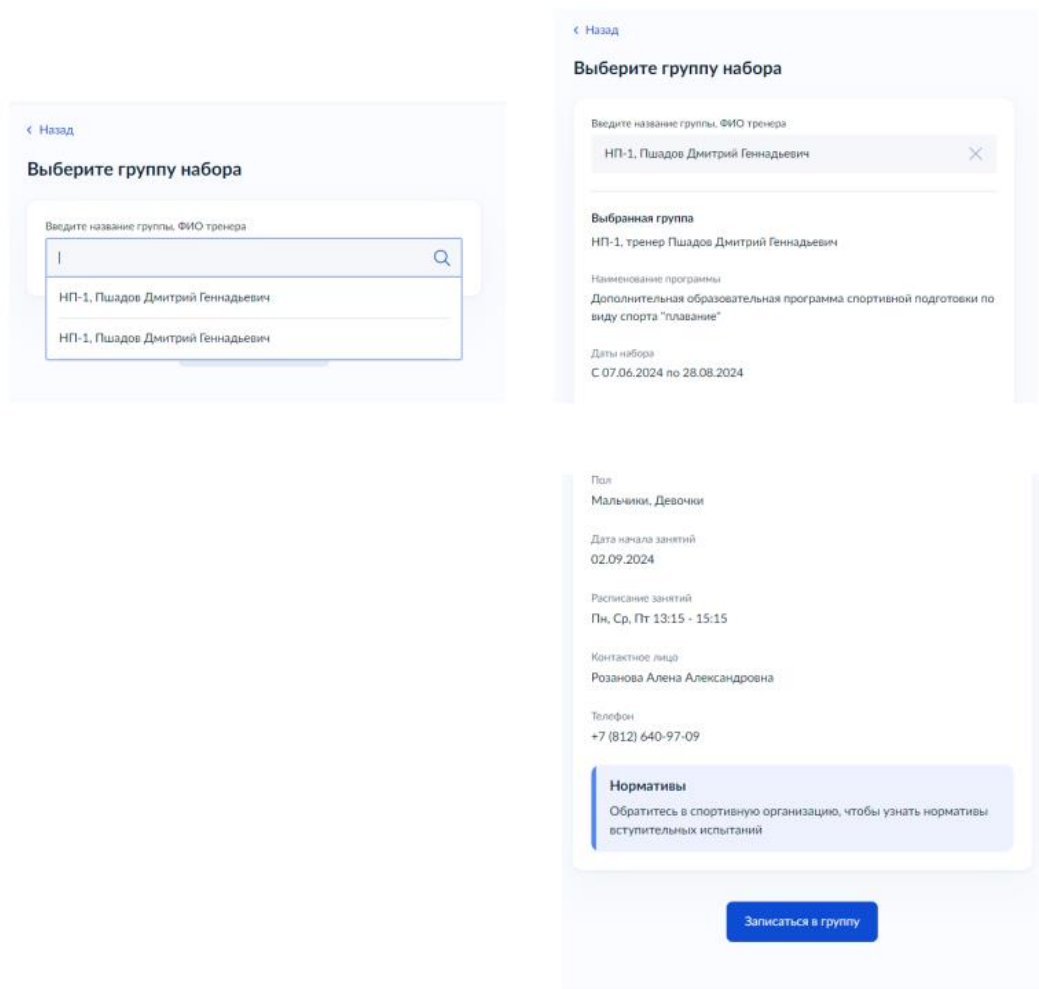 Назад
Выберите группу набора
Введите название группы, ФИО тренера
НП-1, Пшадов Дмитрий Геннадьевич
НП-1, Пшадов Дмитрий Геннадьевич
Назад
Выберите группу набора
Введите название группы, ФИО тренера
НП-1, Пшадов Дмитрий Геннадьевич
Выбранная группа
НП-1, тренер Пшадов Дмитрий Геннадьевич
Наименование программы
Дополнительная образовательная программа спортивной подготовки по
виду спорта "плавание"
Даты набора
С 07.06.2024 по 28.08.2024
Пол
Мальчики, Девочки
Дата начала занятий
02.09.2024
Расписание занятий
Пн, Ср, Пт 13:15 - 15:15
Контактное лицо
Розанова Алена Александровна
Телефон
+7 (812) 640-97-09
Нормативы
Обратитесь в спортивную организацию, чтобы узнать нормативы
вступительных испытаний
Записаться в группу